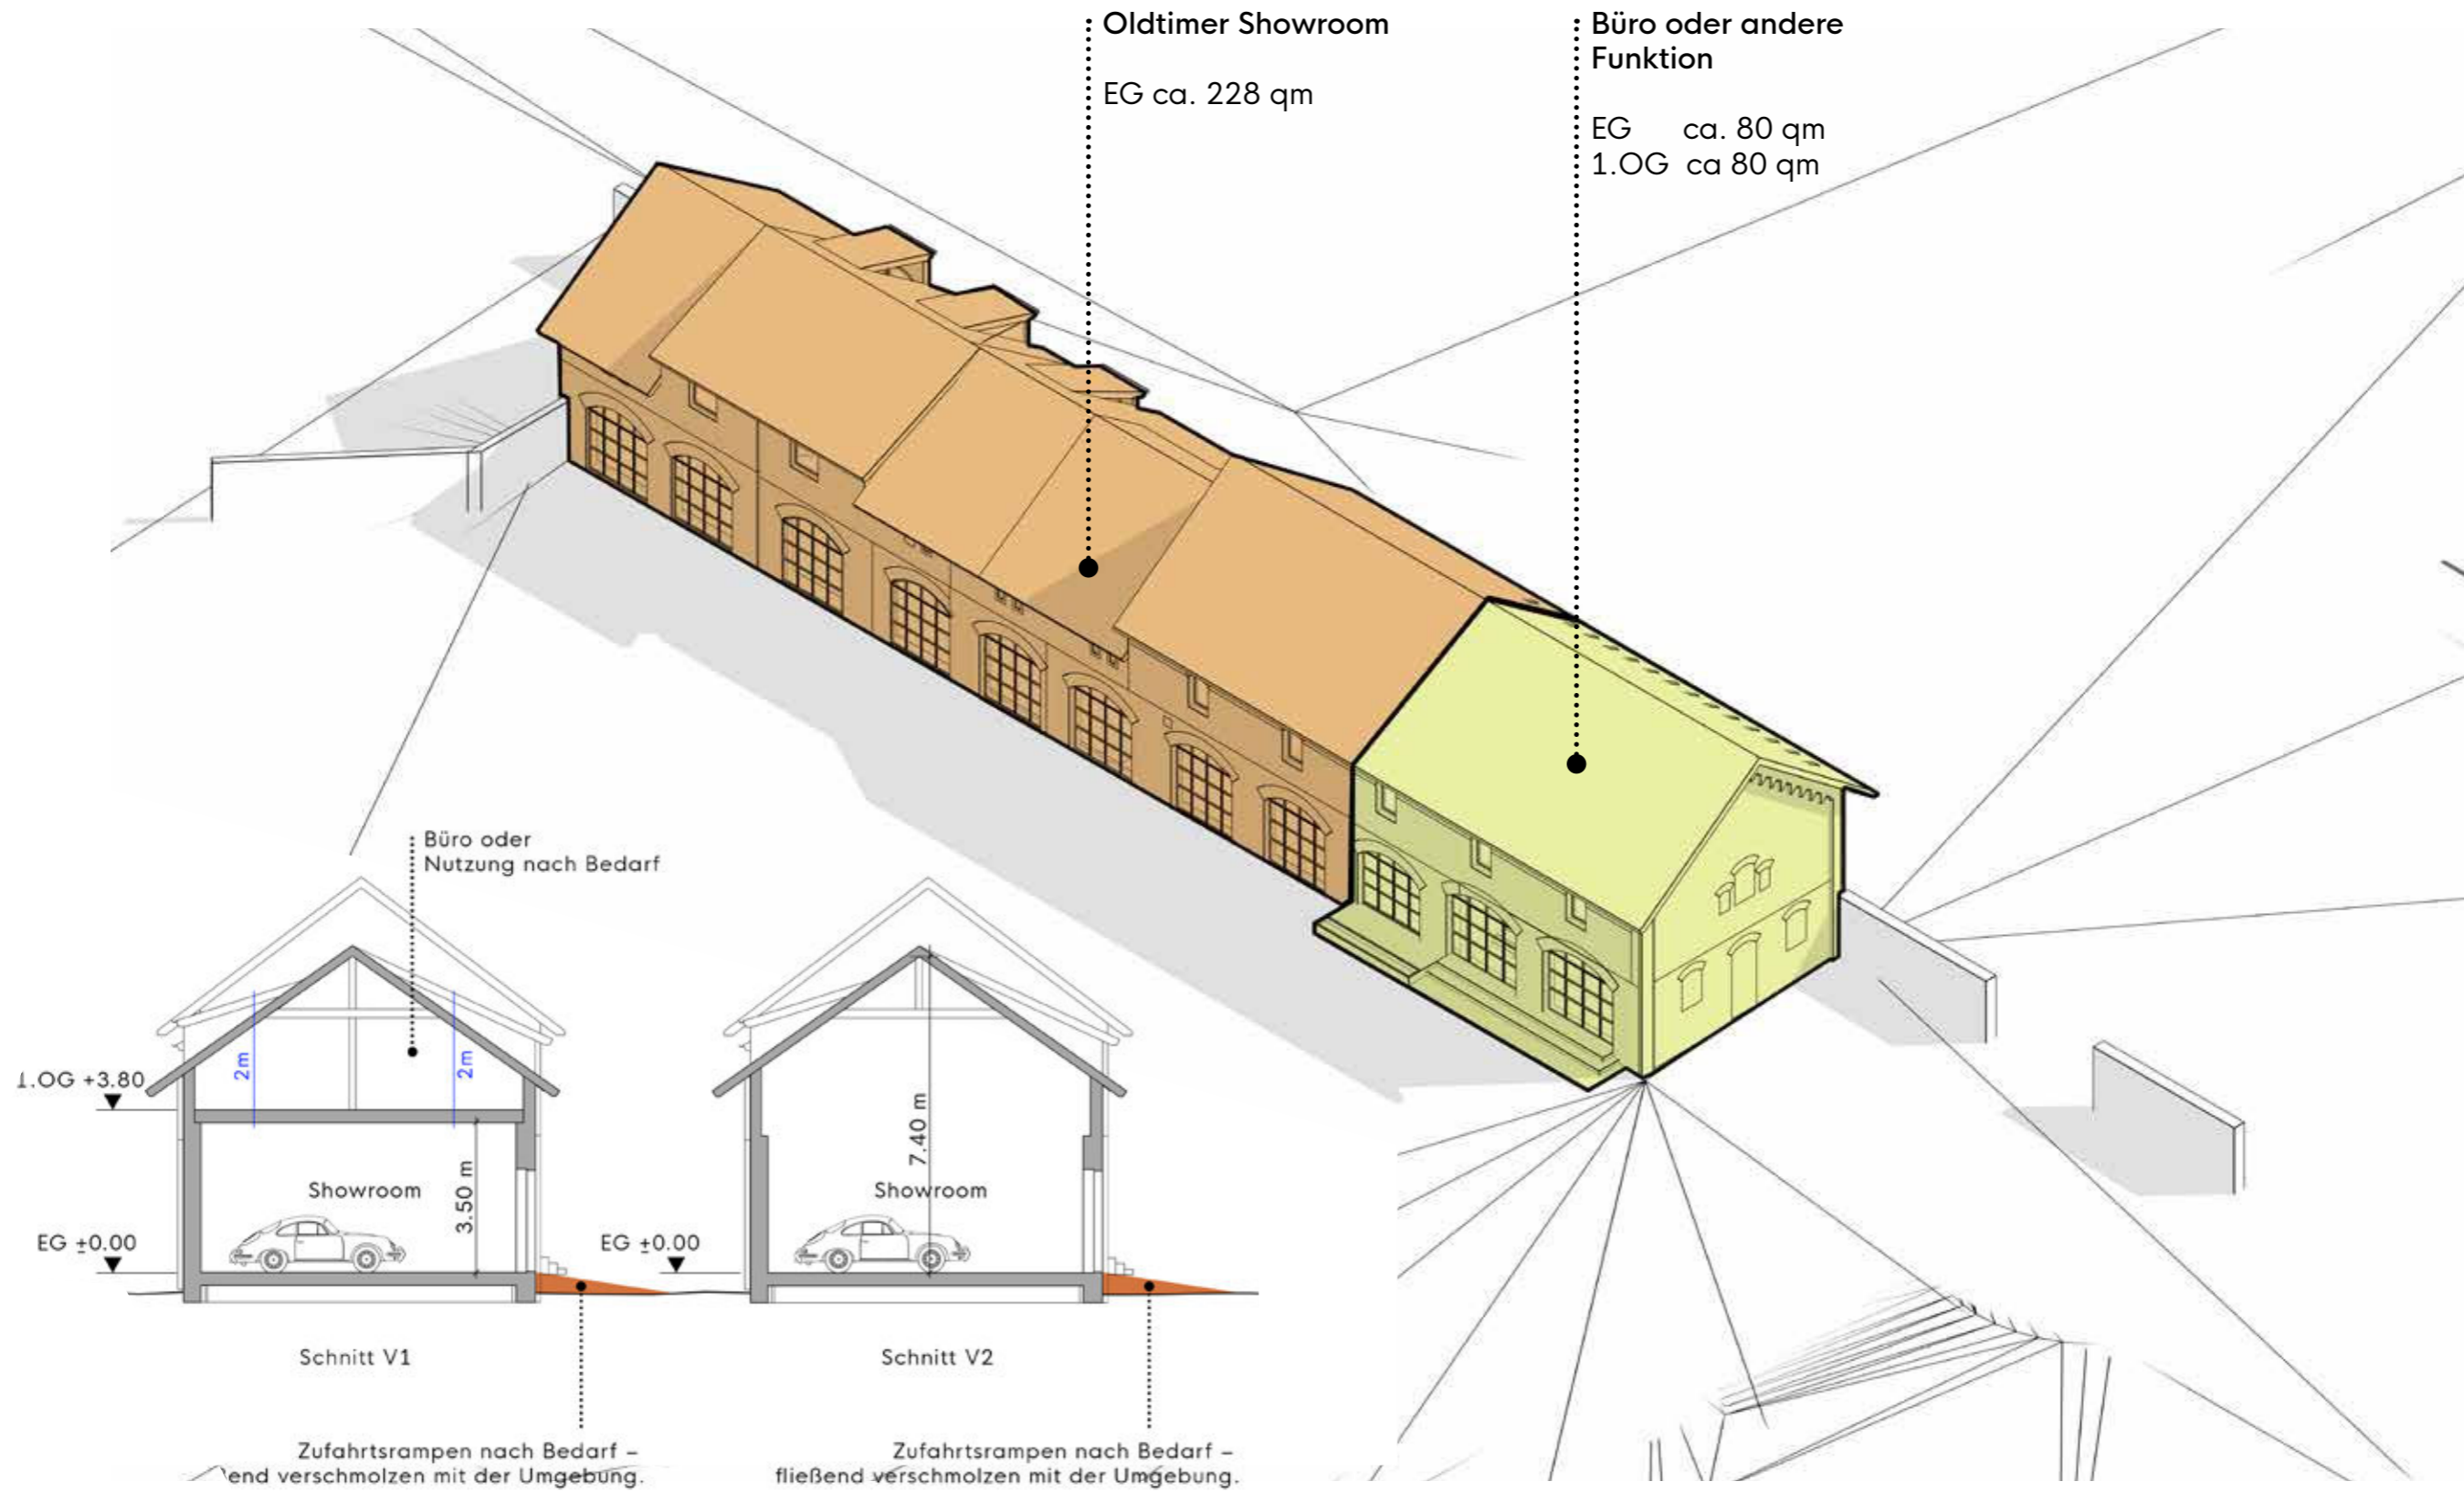 Oldtimer Showroom
EG ca. 228 qm
Büro oder andere
Funktion
EG ca. 80 qm
1.OG ca 80 qm
Büro oder
Nutzung nach Bedarf
2m
2m
1.OG +3.80
3.50 m
Showroom
EG ±0.00
7.40 m
Showroom
EG ±0.00
Schnitt V1
Schnitt V2
Zufahrtsrampen nach Bedarf –
end verschmolzen mit der Umgebung.
Zufahrtsrampen nach Bedarf –
fließend verschmolzen mit der Umgebung.